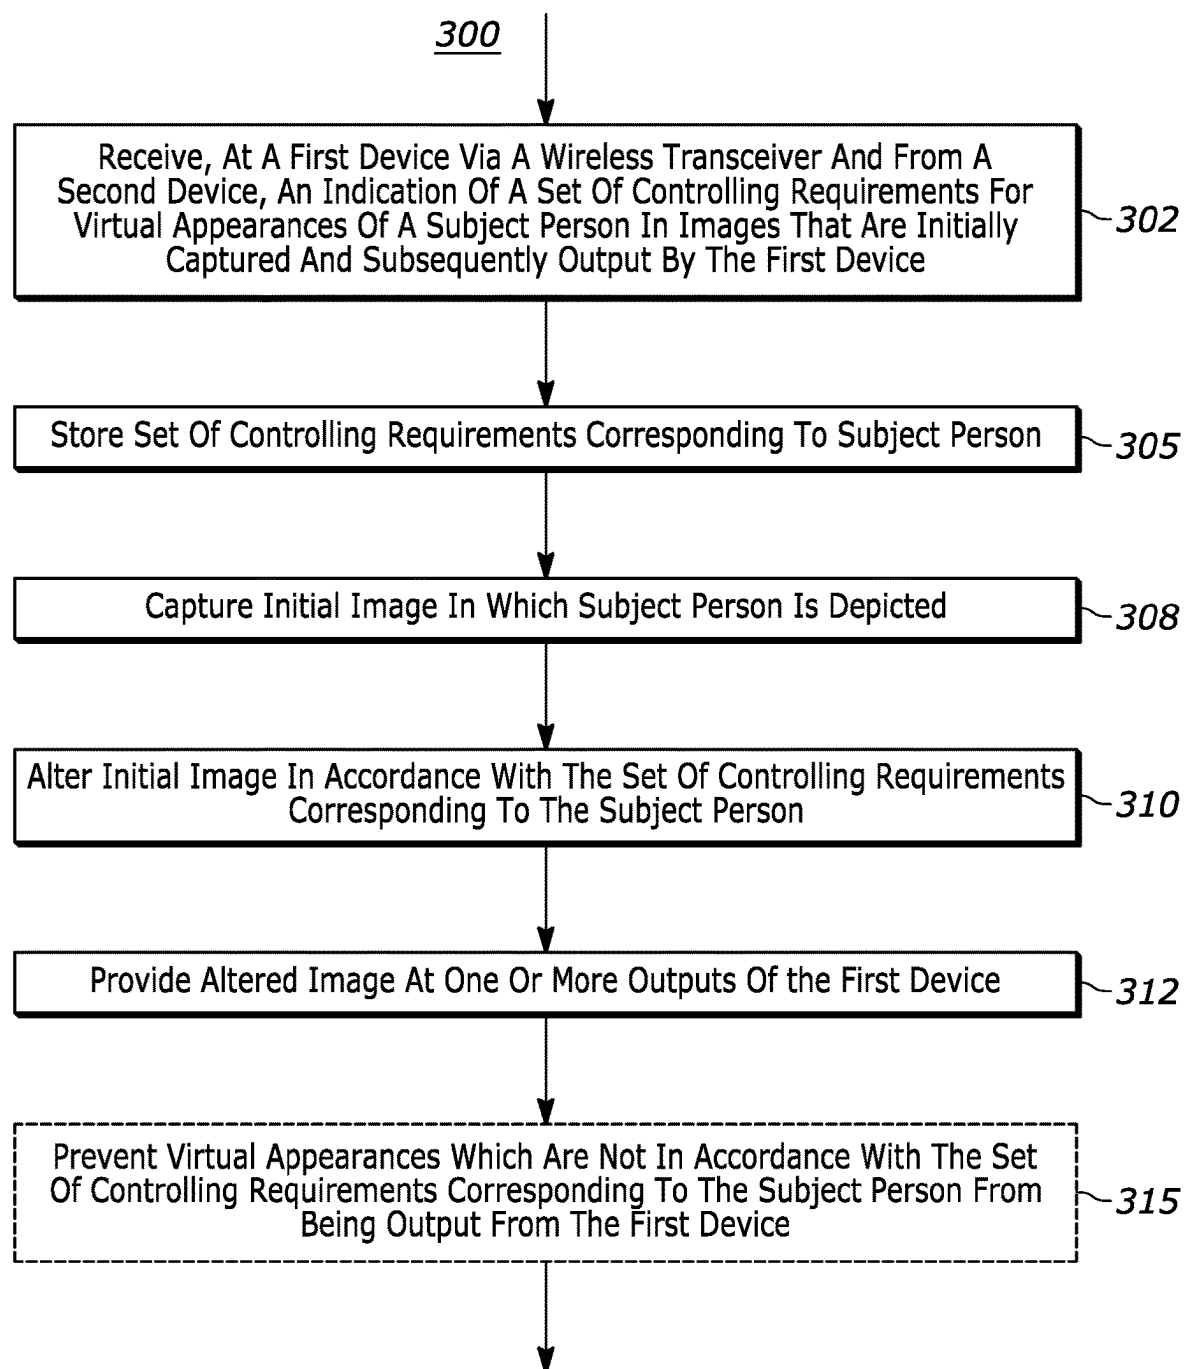 300
Receive, At A First Device Via A Wireless Transceiver And From A
Second Device, An Indication Of A Set Of Controlling Requirements For
Virtual Appearances Of A Subject Person In Images That Are Initially
Captured And Subsequently Output By The First Device
302
Store Set Of Controlling Requirements Corresponding To Subject Person
305
Capture Initial Image In Which Subject Person Is Depicted
308
Alter Initial Image In Accordance With The Set Of Controlling Requirements
Corresponding To The Subject Person
310
Provide Altered Image At One Or More Outputs Of the First Device
312
Prevent Virtual Appearances Which Are Not In Accordance With The Set
Of Controlling Requirements Corresponding To The Subject Person From
Being Output From The First Device
315